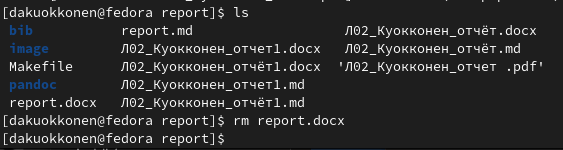 [dakuokkonen@fedora report]$ ls
bib report.md Л02_Куокконен_отчёт.docx
image Л02_Куокконен_отчет1.docx Л02_Куокконен_отчёт.md
Makefile Л02_Куокконен_отчёт1.docx 'Л02_Куокконен_отчет .pdf'
pandoc Л02_Куокконен_отчет1.md
report.docx Л02_Куокконен_отчёт1.md
[dakuokkonen@fedora report]$ rm report.docx
[dakuokkonen@fedora report]$